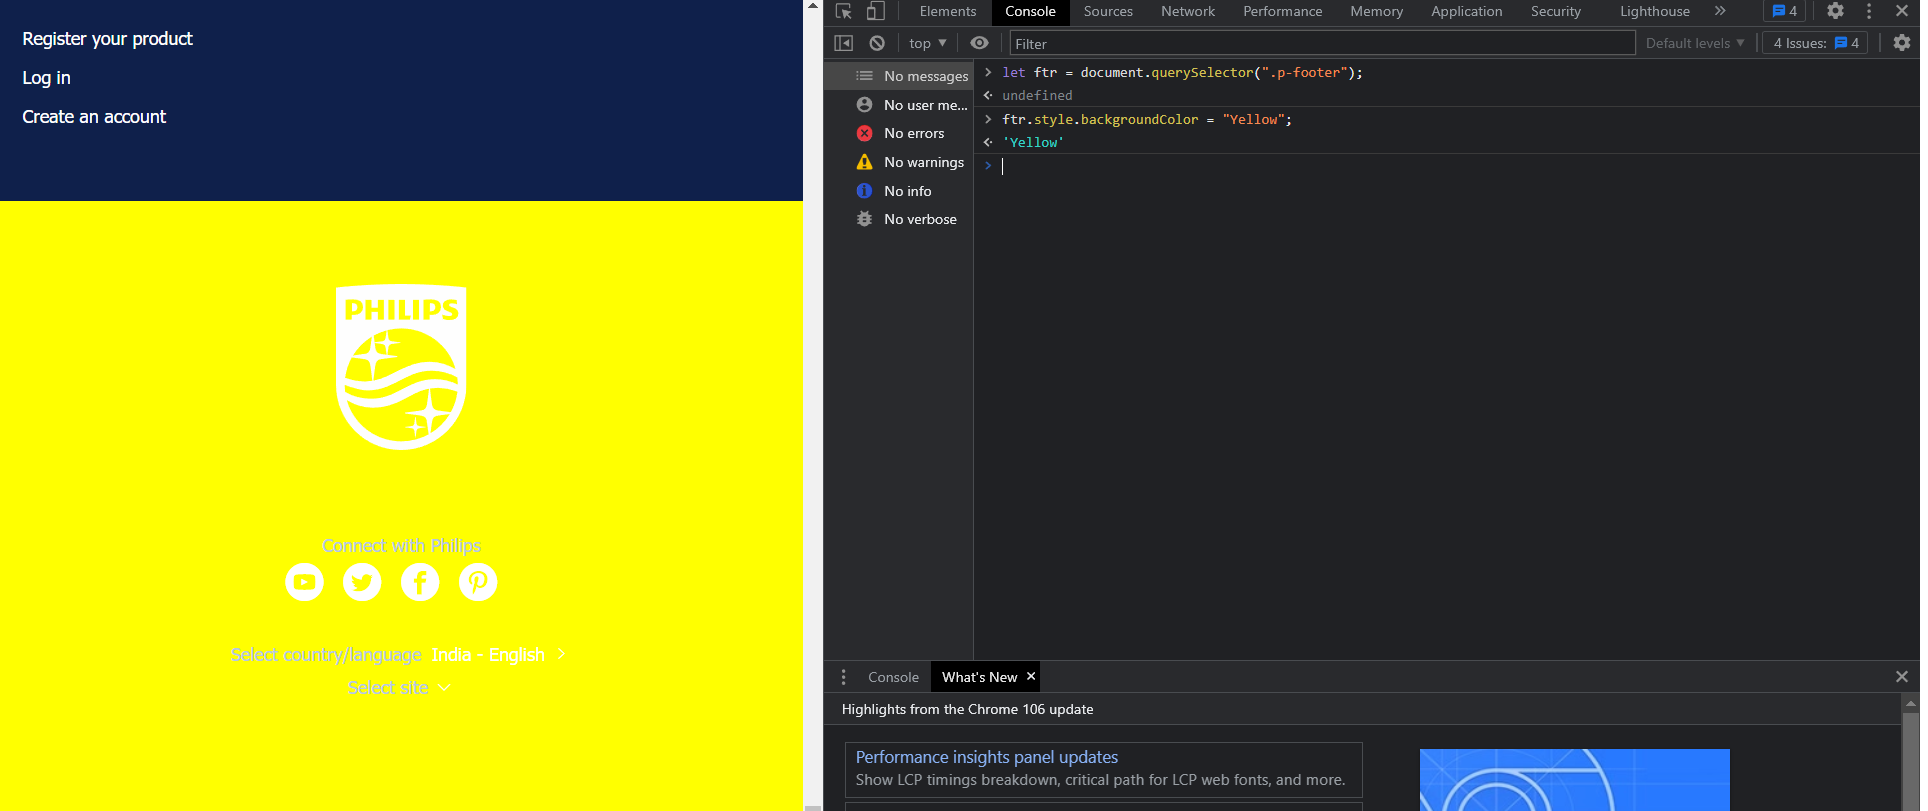 Register your product
Log in
Create an account
PHILIPS
Connect with Philips
Select country/language India - English
Select site
Elements Console Sources Network Performance Memory Application Security Lighthouse 4
top Filter Default levels 4 Issues: 4
No messages
No user me...
No errors
No warnings
No info
No verbose
let ftr = document.querySelector(".p-footer");
undefined
ftr.style.backgroundColor = "Yellow";
'Yellow'
Console What's New
Highlights from the Chrome 106 update
Performance insights panel updates
Show LCP timings breakdown, critical path for LCP web fonts, and more.